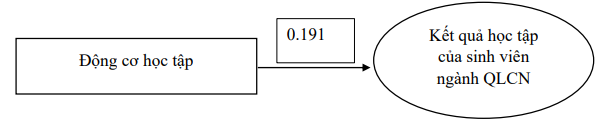 Động cơ học tập
0.191
Kết quả học tập
của sinh viên
ngành QLCN